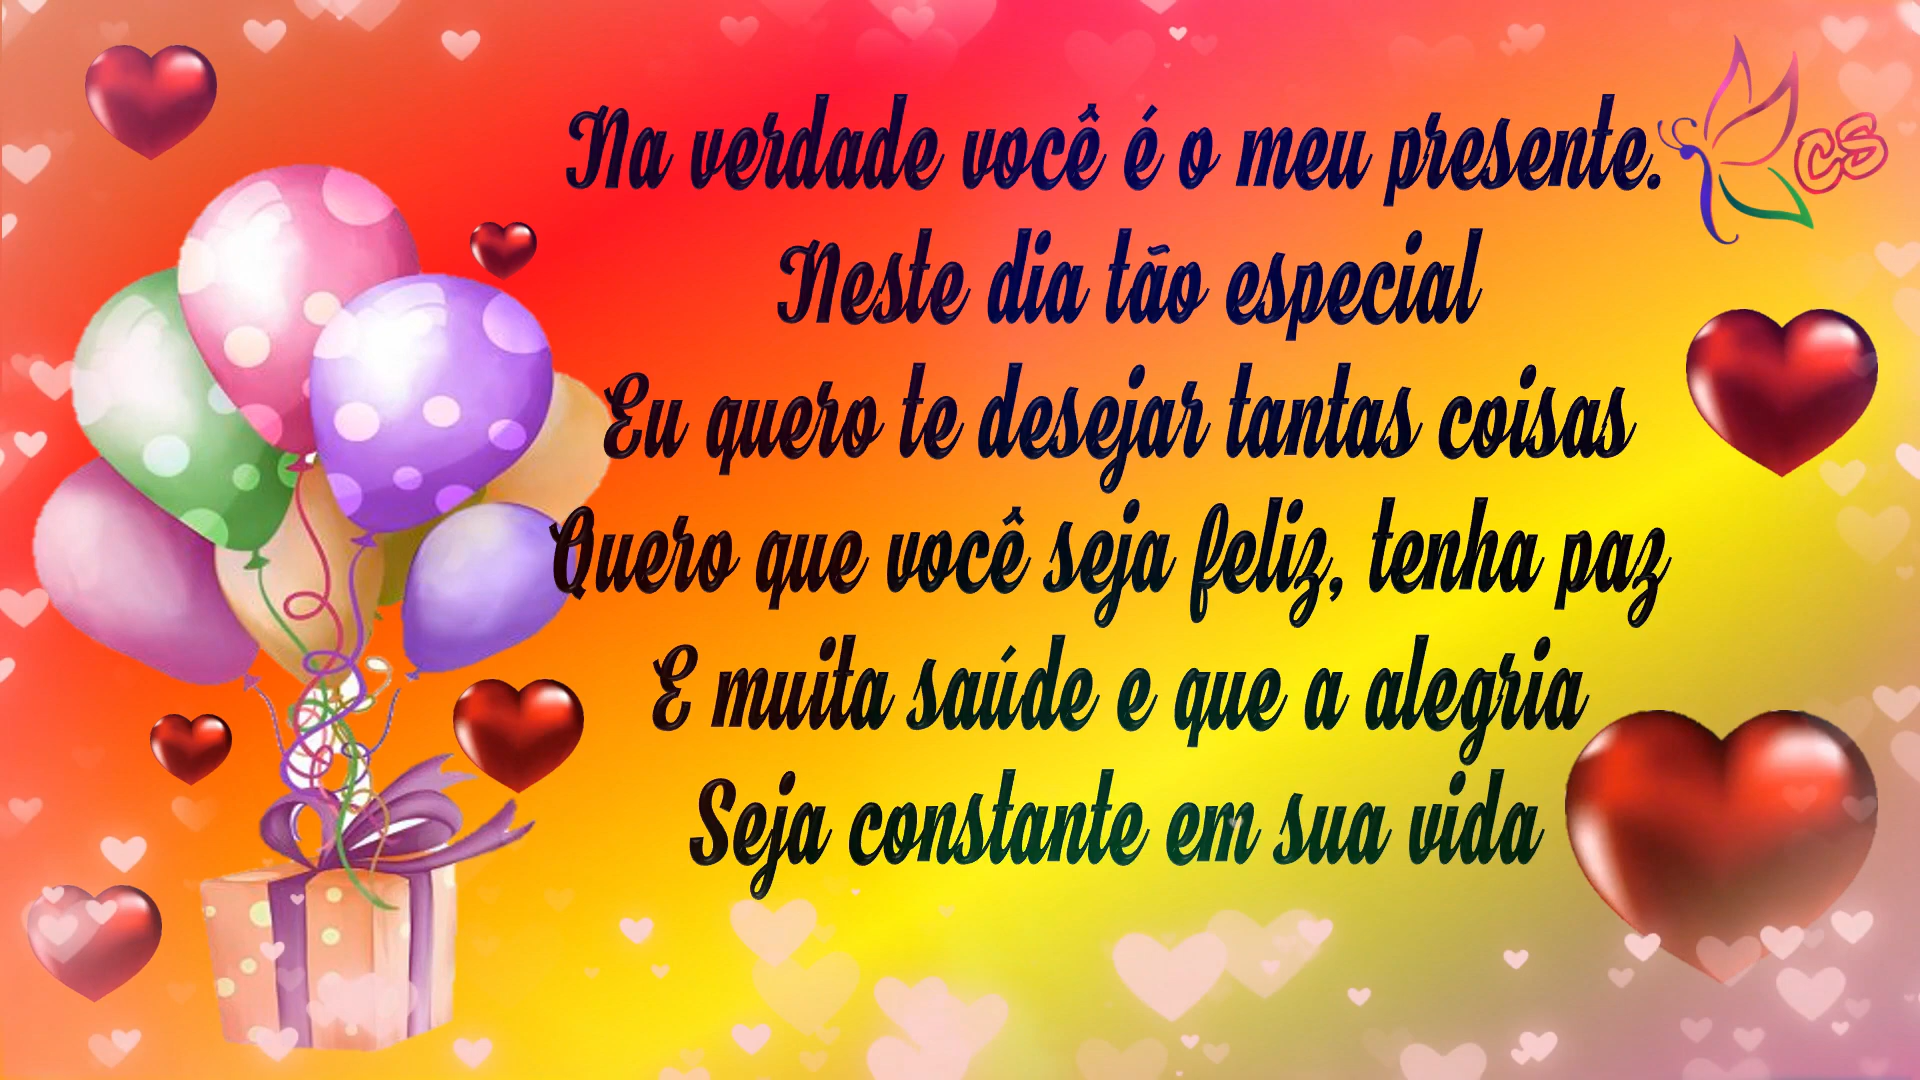 Na verdade você é o meu presente.
CS
Neste dia tão especial
Eu quero te desejar tantas coisas
Quero que você seja feliz, tenha paz
E muita saúde e que a alegria
Seja constante em sua vida